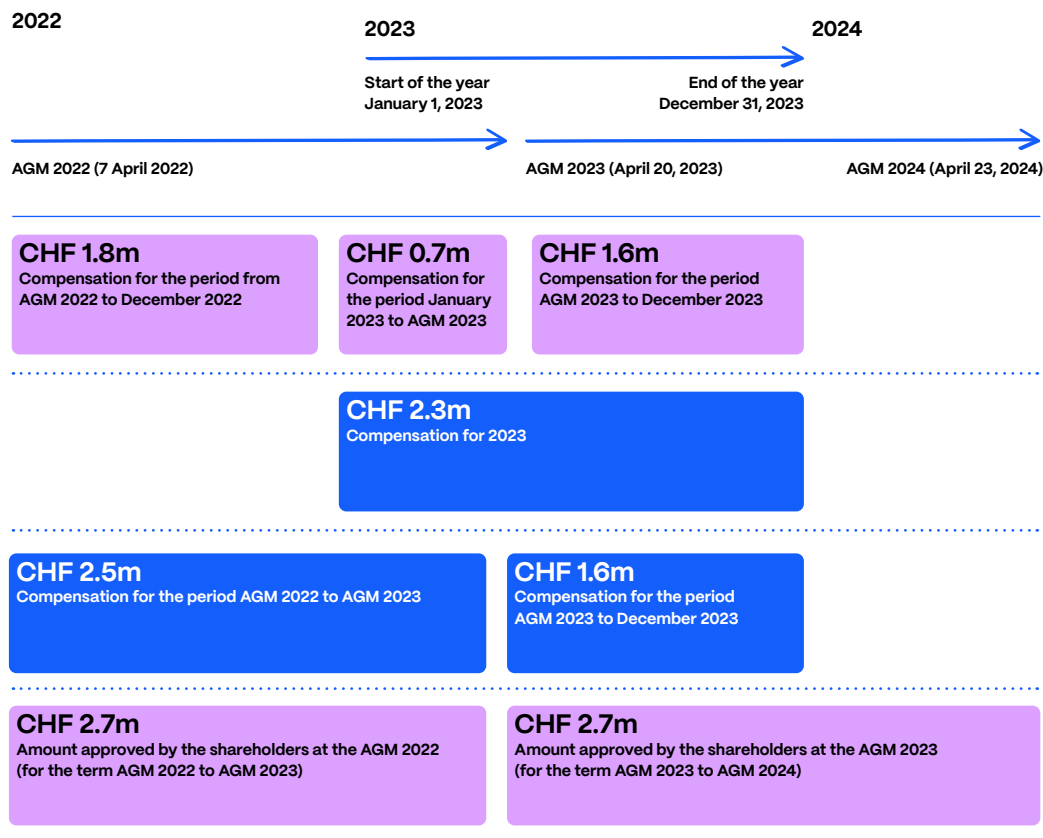 2022
2023
2024
Start of the year
January 1, 2023
End of the year
December 31, 2023
AGM 2022 (7 April 2022)
AGM 2023 (April 20, 2023)
AGM 2024 (April 23, 2024)
CHF 1.8m
Compensation for the period from
AGM 2022 to December 2022
CHF 0.7m
Compensation for
the period January
2023 to AGM 2023
CHF 1.6m
Compensation for the period
AGM 2023 to December 2023
CHF 2.3m
Compensation for 2023
CHF 2.5m
Compensation for the period AGM 2022 to AGM 2023
CHF 1.6m
Compensation for the period
AGM 2023 to December 2023
CHF 2.7m
Amount approved by the shareholders at the AGM 2022
(for the term AGM 2022 to AGM 2023)
CHF 2.7m
Amount approved by the shareholders at the AGM 2023
(for the term AGM 2023 to AGM 2024)